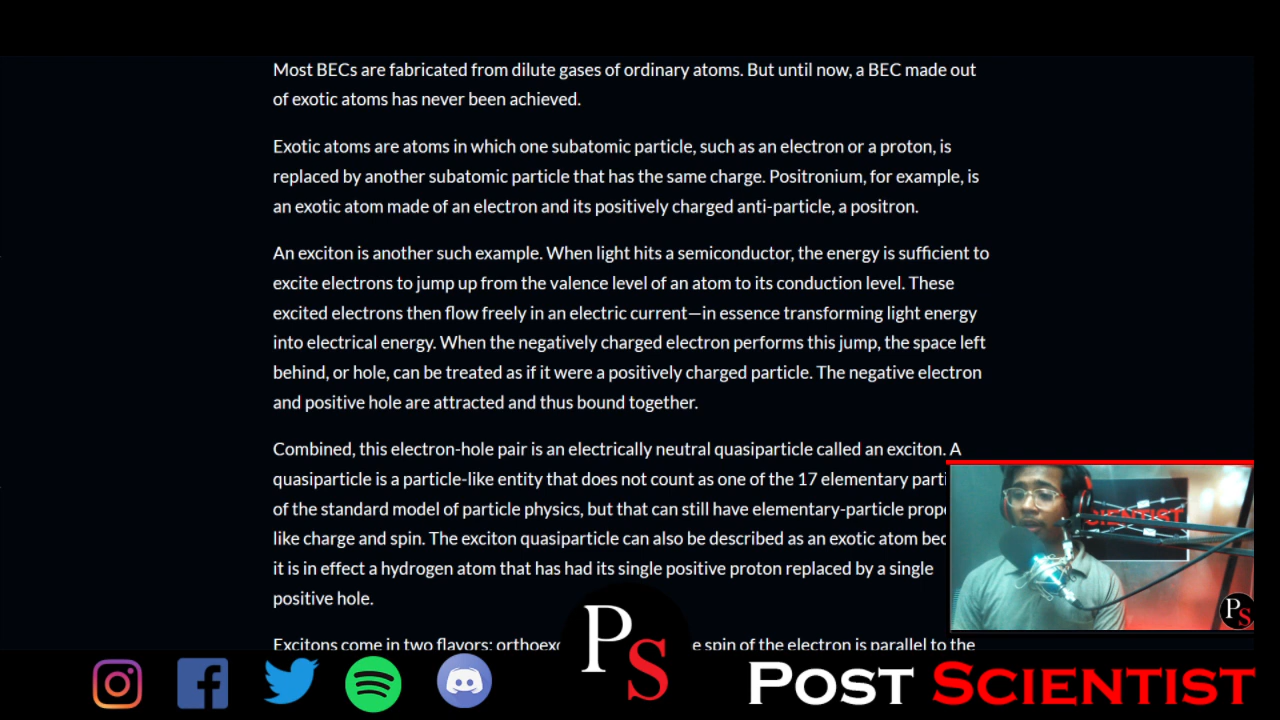 Most BECs are fabricated from dilute gases of ordinary atoms. But until now, a BEC made out
of exotic atoms has never been achieved.
Exotic atoms are atoms in which one subatomic particle, such as an electron or a proton, is
replaced by another subatomic particle that has the same charge. Positronium, for example, is
an exotic atom made of an electron and its positively charged anti-particle, a positron.
An exciton is another such example. When light hits a semiconductor, the energy is sufficient to
excite electrons to jump up from the valence level of an atom to its conduction level. These
excited electrons then flow freely in an electric current—in essence transforming light energy
into electrical energy. When the negatively charged electron performs this jump, the space left
behind, or hole, can be treated as if it were a positively charged particle. The negative electron
and positive hole are attracted and thus bound together.
Combined, this electron-hole pair is an electrically neutral quasiparticle called an exciton. A
quasiparticle is a particle-like entity that does not count as one of the 17 elementary parti
of the standard model of particle physics, but that can still have elementary-particle prope
like charge and spin. The exciton quasiparticle can also be described as an exotic atom bec
it is in effect a hydrogen atom that has had its single positive proton replaced by a single
positive hole.
Excitons come in two flavors: orthoexc e spin of the electron is parallel to the
PS
PS
POST SCIENTIST